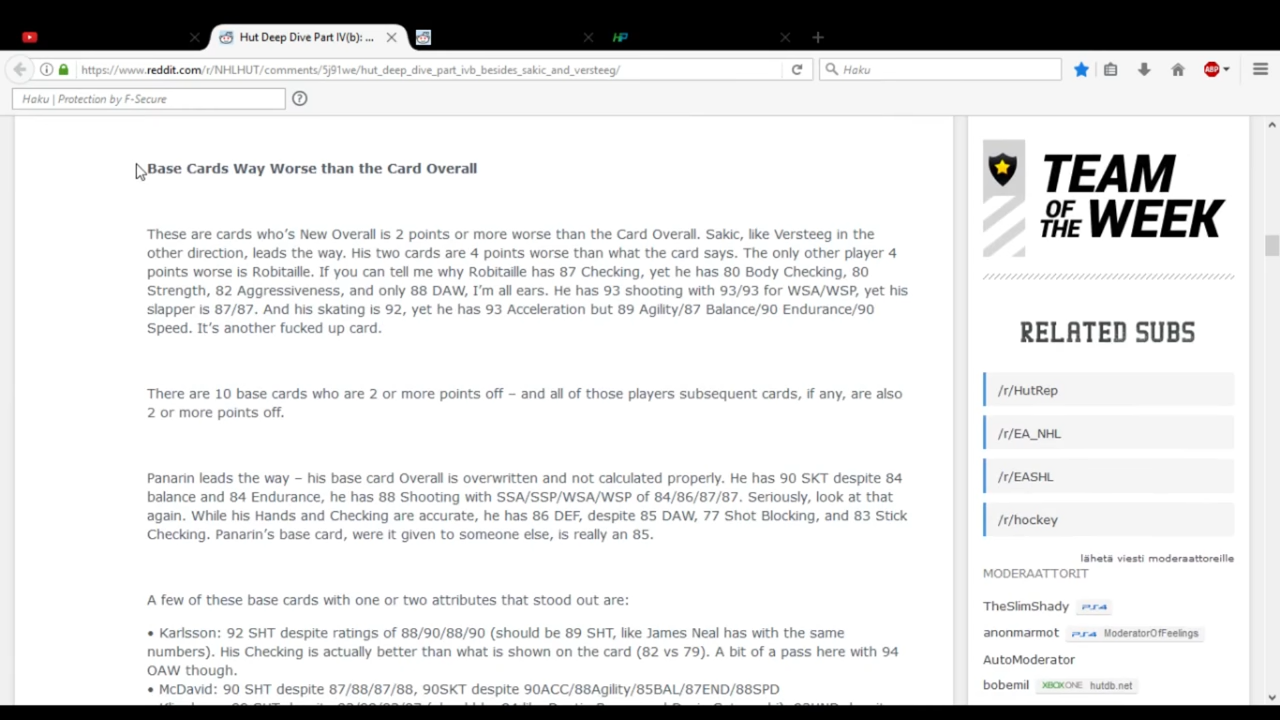 Hut Deep Dive Part IV(b): ...
HP
https://www.reddit.com/r/NHLHUT/comments/5j91we/hut_deep_dive_part_ivb_besides_sakic_and_versteeg/
Haku
ABP
Haku | Protection by F-Secure
Base Cards Way Worse than the Card Overall
These are cards who's New Overall is 2 points or more worse than the Card Overall. Sakic, like Versteeg in the
other direction, leads the way. His two cards are 4 points worse than what the card says. The only other player 4
points worse is Robitaille. If you can tell me why Robitaille has 87 Checking, yet he has 80 Body Checking, 80
Strength, 82 Aggressiveness, and only 88 DAW, I'm all ears. He has 93 shooting with 93/93 for WSA/WSP, yet his
slapper is 87/87. And his skating is 92, yet he has 93 Acceleration but 89 Agility/87 Balance/90 Endurance/90
Speed. It's another fucked up card.
There are 10 base cards who are 2 or more points off – and all of those players subsequent cards, if any, are also
2 or more points off.
Panarin leads the way – his base card Overall is overwritten and not calculated properly. He has 90 SKT despite 84
balance and 84 Endurance, he has 88 Shooting with SSA/SSP/WSA/WSP of 84/86/87/87. Seriously, look at that
again. While his Hands and Checking are accurate, he has 86 DEF, despite 85 DAW, 77 Shot Blocking, and 83 Stick
Checking. Panarin's base card, were it given to someone else, is really an 85.
A few of these base cards with one or two attributes that stood out are:
• Karlsson: 92 SHT despite ratings of 88/90/88/90 (should be 89 SHT, like James Neal has with the same
numbers). His Checking is actually better than what is shown on the card (82 vs 79). A bit of a pass here with 94
OAW though.
• McDavid: 90 SHT despite 87/88/87/88, 90SKT despite 90ACC/88Agility/85BAL/87END/88SPD
TEAM
OF THE WEEK
RELATED SUBS
/r/HutRep
/r/EA_NHL
/r/EASHL
/r/hockey
lähetä viesti moderaattoreille
MODERAATTORIT
TheSlimShady PS4
anonmarmot PS4 ModeratorOfFeelings
AutoModerator
bobemil XBOXONE hutdb.net